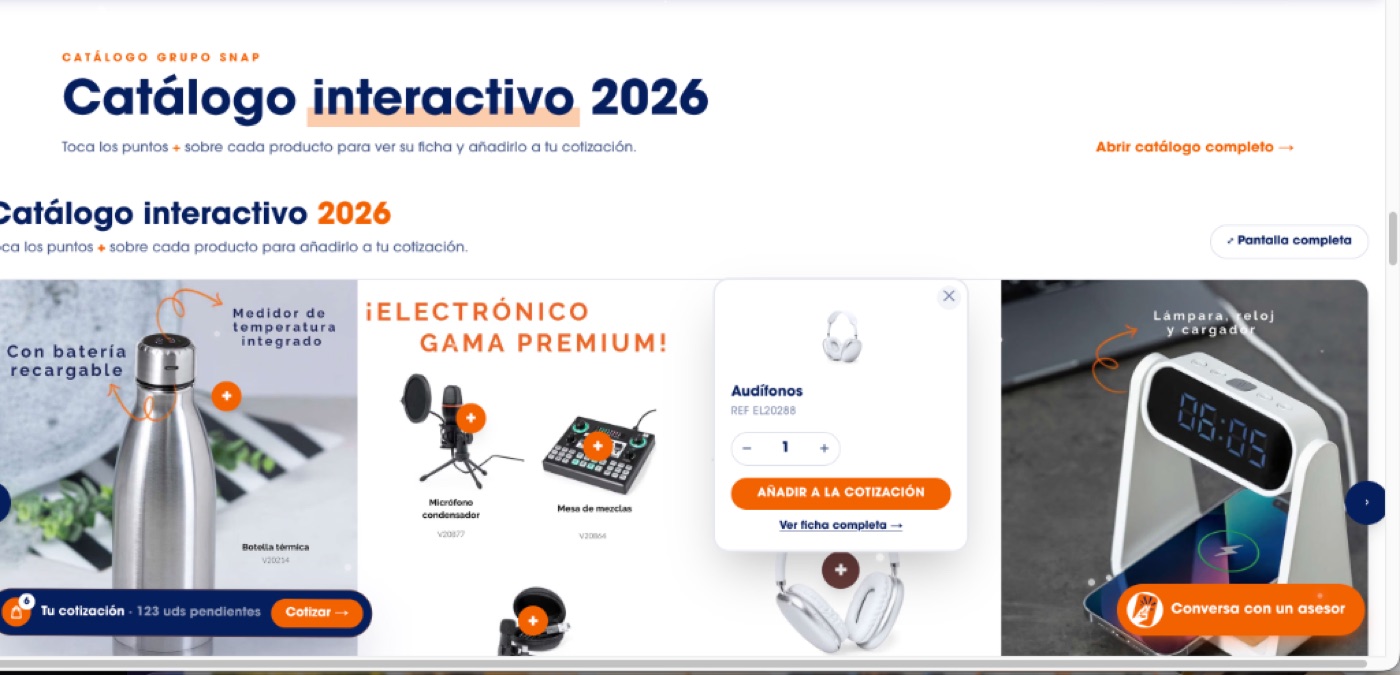 CATÁLOGO GRUPO SNAP
Catálogo interactivo 2026
Toca los puntos + sobre cada producto para ver su ficha y añadirlo a tu cotización.
Abrir catálogo completo →
Catálogo interactivo 2026
oca los puntos + sobre cada producto para añadirlo a tu cotización.
⤢ Pantalla completa
Medidor de
temperatura
integrado
Con batería
recargable
+
Botella térmica
V20254
¡ELECTRÓNICO
GAMA PREMIUM!
+
Micrófono
condensador
V20877
+
Mesa de mezclas
V20864
+
×
Audífonos
REF EL20288
− 1 +
AÑADIR A LA COTIZACIÓN
Ver ficha completa →
+
Lámpara, reloj
y cargador
06:05
›
6
Tu cotización · 123 uds pendientes
Cotizar →
Conversa con un asesor